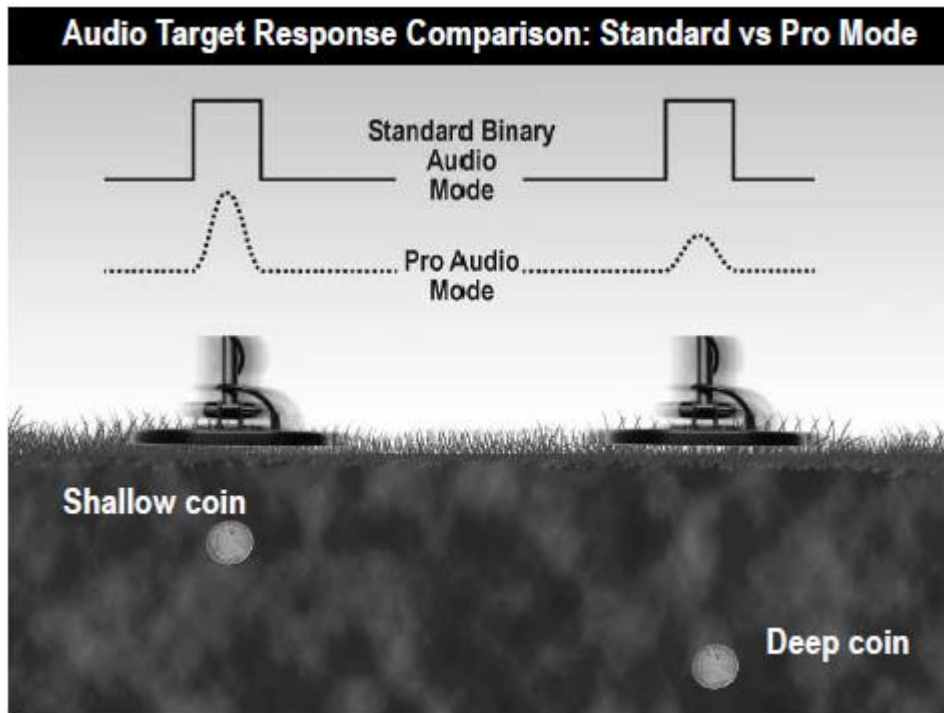 Audio Target Response Comparison: Standard vs Pro Mode
Standard Binary
Audio
Mode
Pro Audio
Mode
Shallow coin
Deep coin